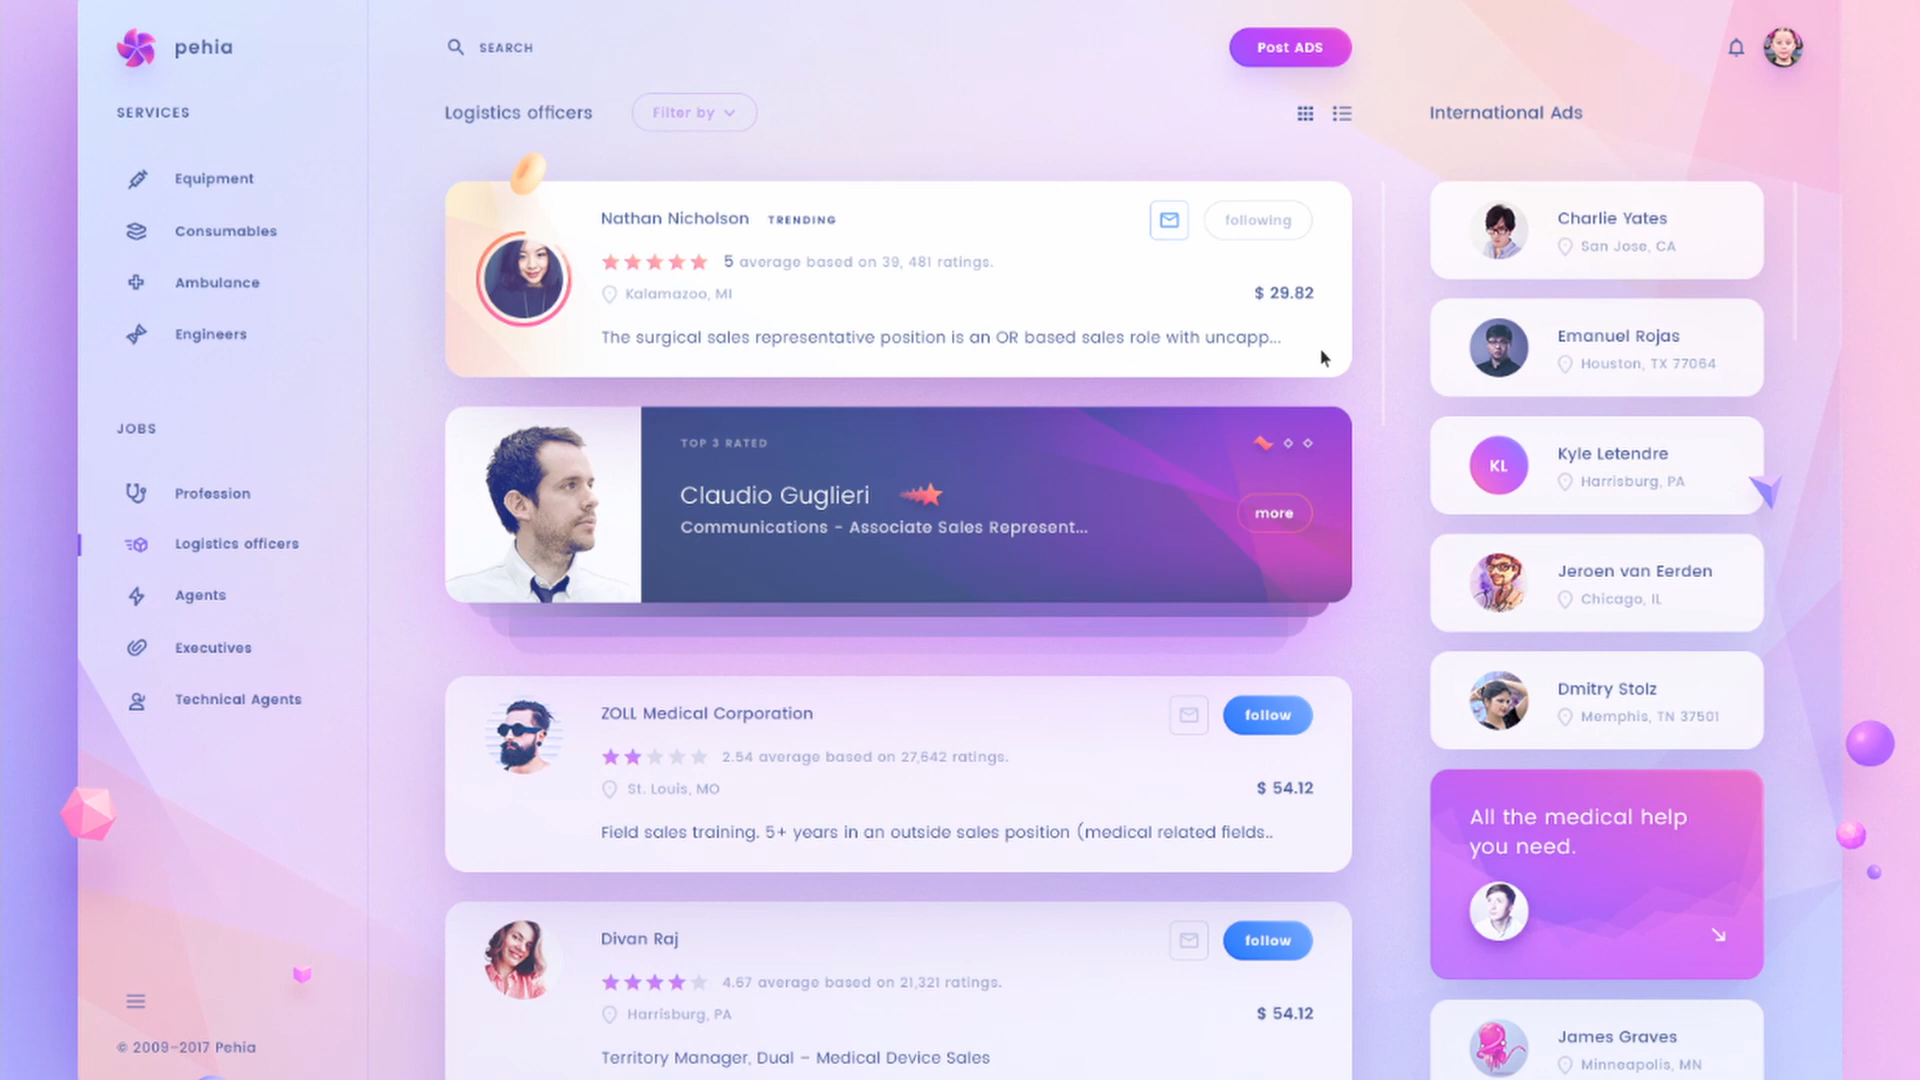 pehia
SERVICES
Equipment
Consumables
Ambulance
Engineers
JOBS
Profession
Logistics officers
Agents
Executives
Technical Agents
© 2009-2017 Pehia
SEARCH
Post ADS
Logistics officers
Filter by
Nathan Nicholson TRENDING
following
5 average based on 39, 481 ratings.
Kalamazoo, MI
$ 29.82
The surgical sales representative position is an OR based sales role with uncapp...
TOP 3 RATED
Claudio Guglieri
Communications - Associate Sales Represent...
more
ZOLL Medical Corporation
follow
2.54 average based on 27,642 ratings.
St. Louis, MO
$ 54.12
Field sales training. 5+ years in an outside sales position (medical related fields..
Divan Raj
follow
4.67 average based on 21,321 ratings.
Harrisburg, PA
$ 54.12
Territory Manager, Dual – Medical Device Sales
International Ads
Charlie Yates
San Jose, CA
Emanuel Rojas
Houston, TX 77064
KL
Kyle Letendre
Harrisburg, PA
Jeroen van Eerden
Chicago, IL
Dmitry Stolz
Memphis, TN 37501
All the medical help
you need.
James Graves
Minneapolis, MN